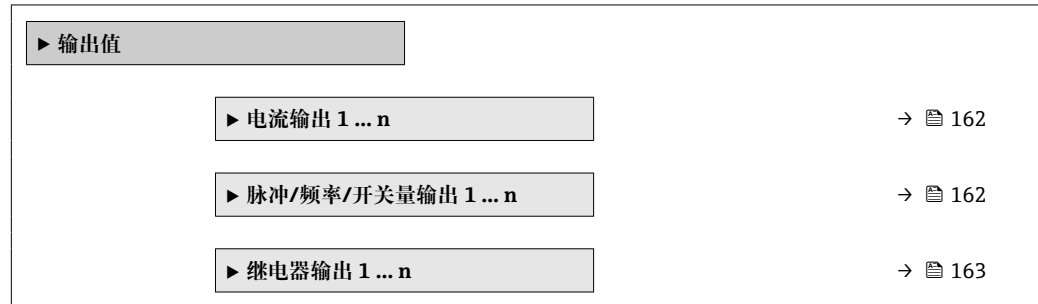 ▶ 输出值
▶ 电流输出 1 ... n → 🖹 162
▶ 脉冲/频率/开关量输出 1 ... n → 🖹 162
▶ 继电器输出 1 ... n → 🖹 163